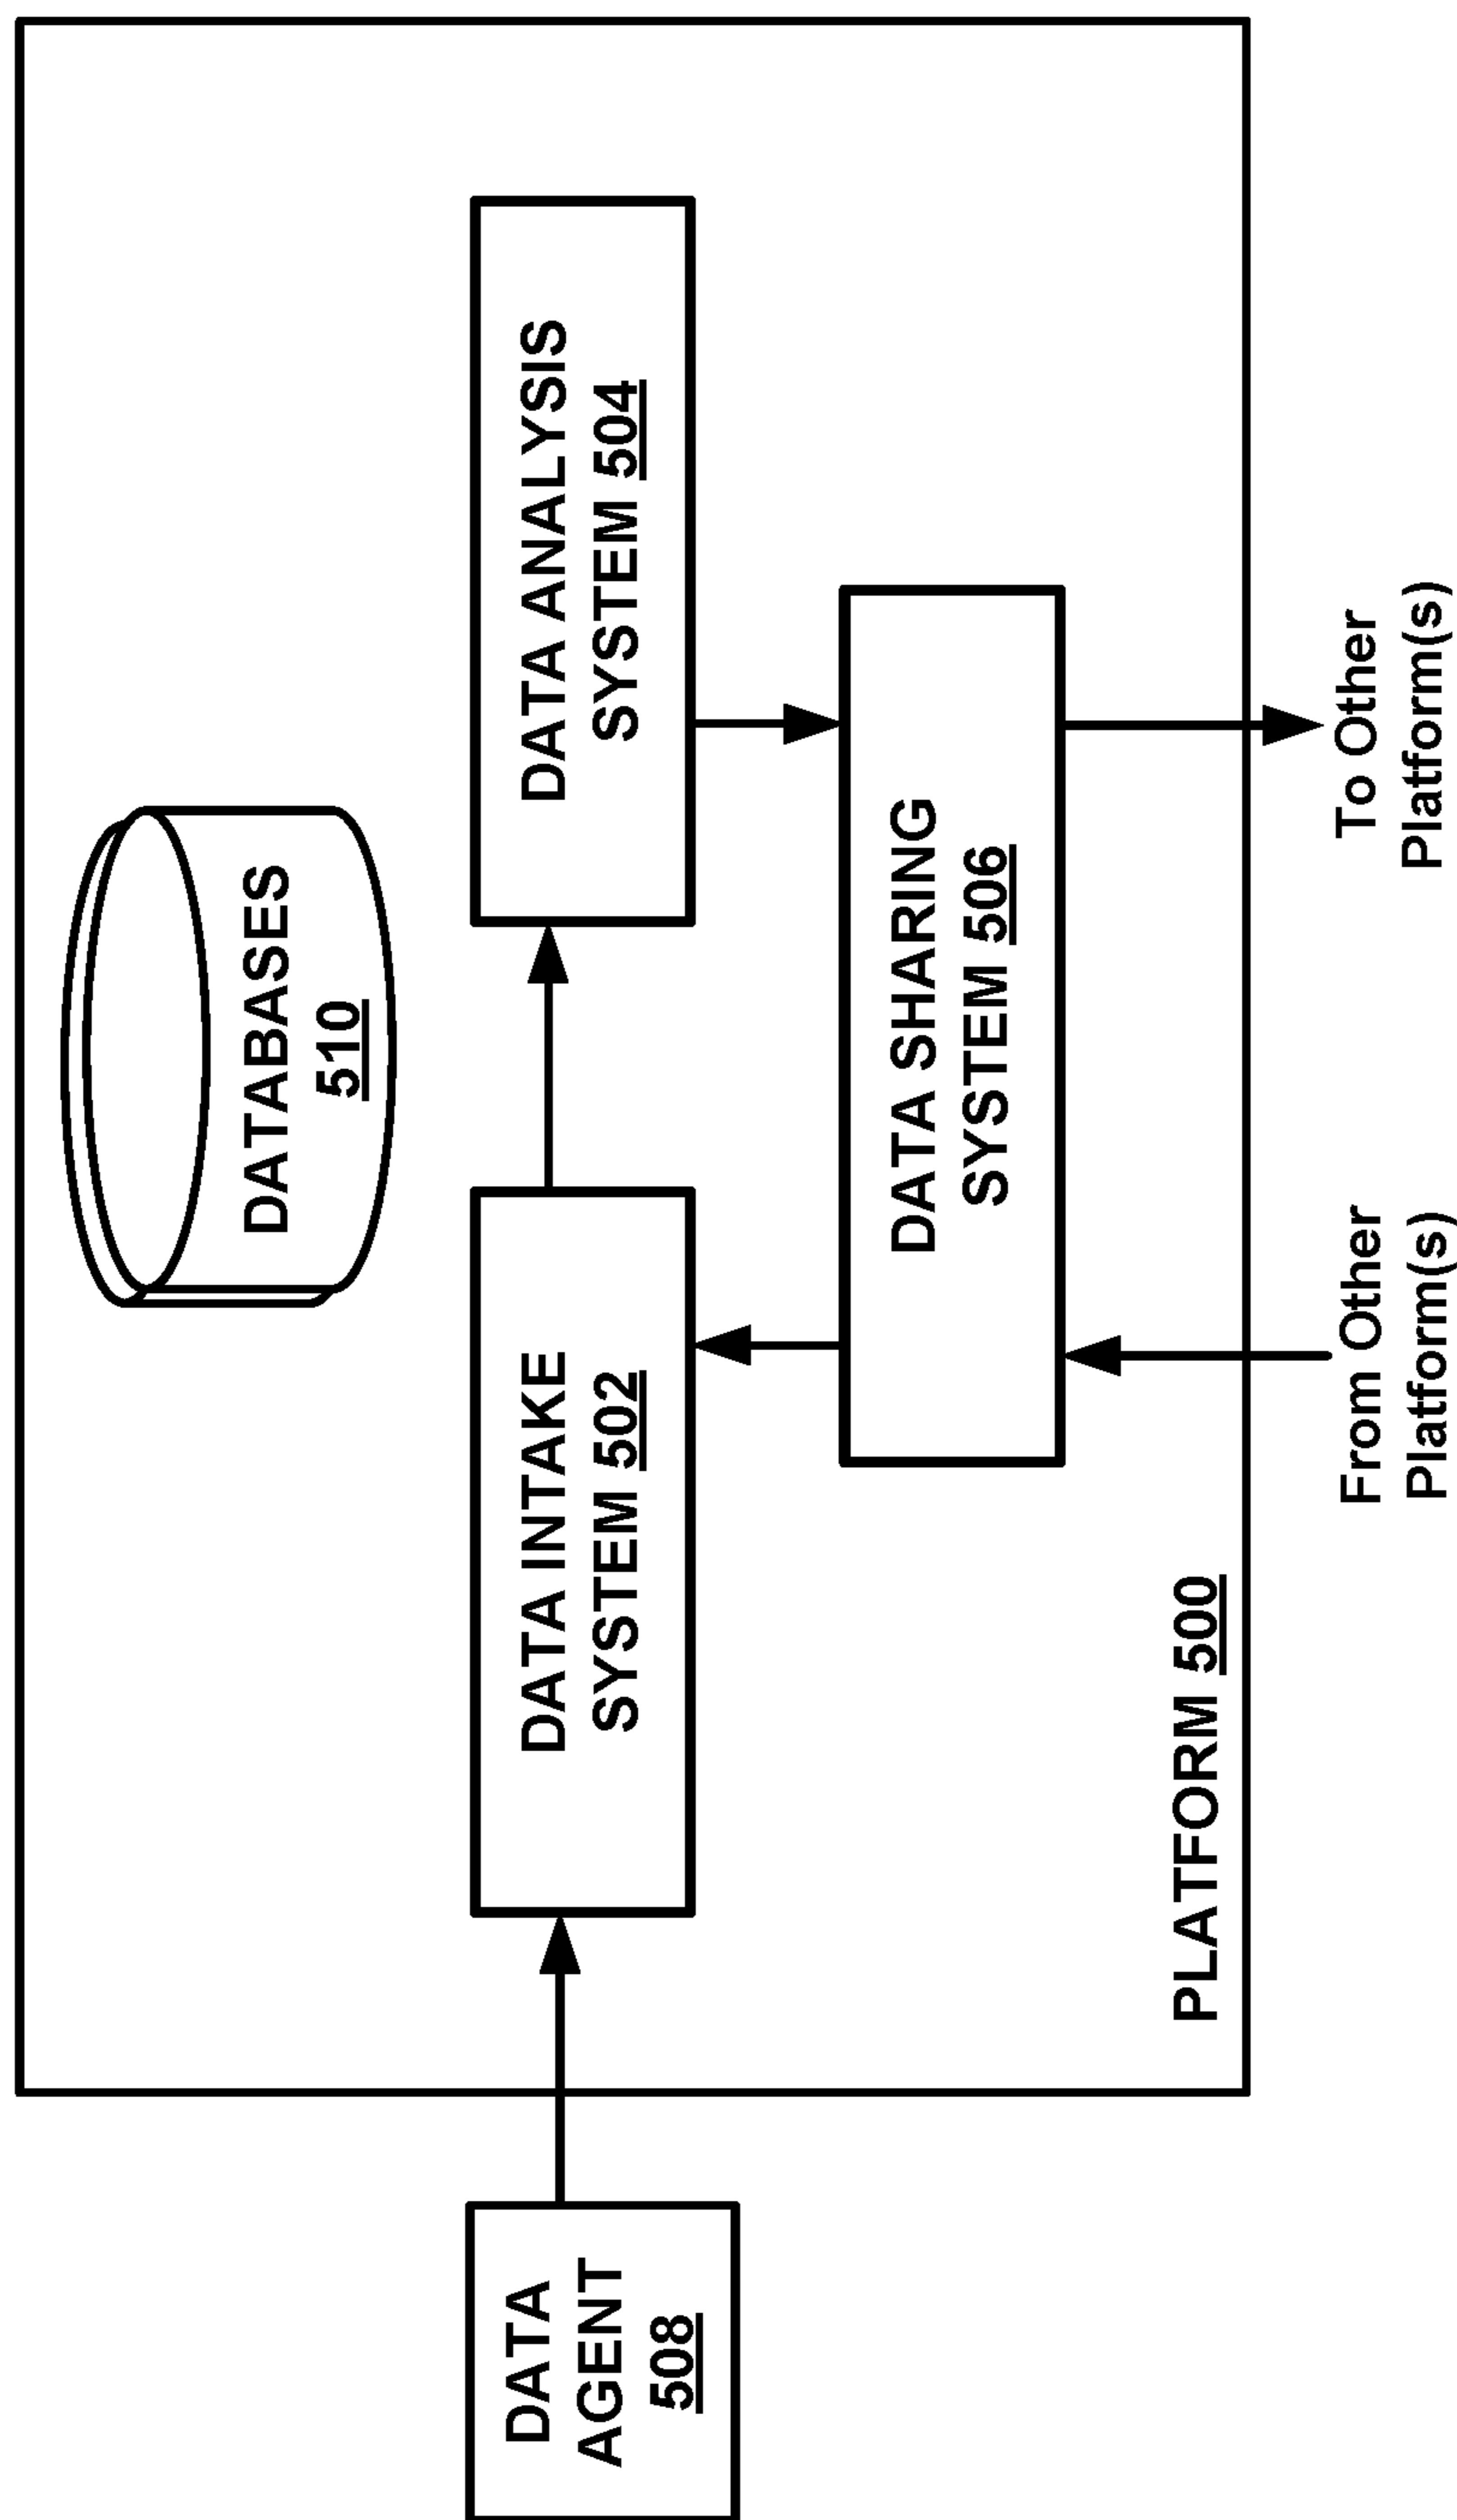 DATABASES
510
DATA
AGENT
508
DATA INTAKE
SYSTEM 502
DATA ANALYSIS
SYSTEM 504
DATA SHARING
SYSTEM 506
PLATFORM 500
From Other
Platform(s)
To Other
Platform(s)